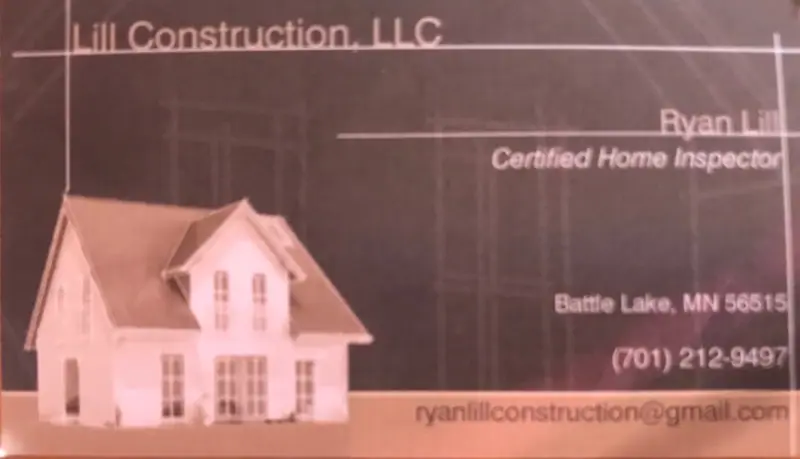 Lill Construction, LLC
Ryan Lill
Certified Home Inspector
Battle Lake, MN 56515
(701) 212-9497
ryanlillconstruction@gmail.com